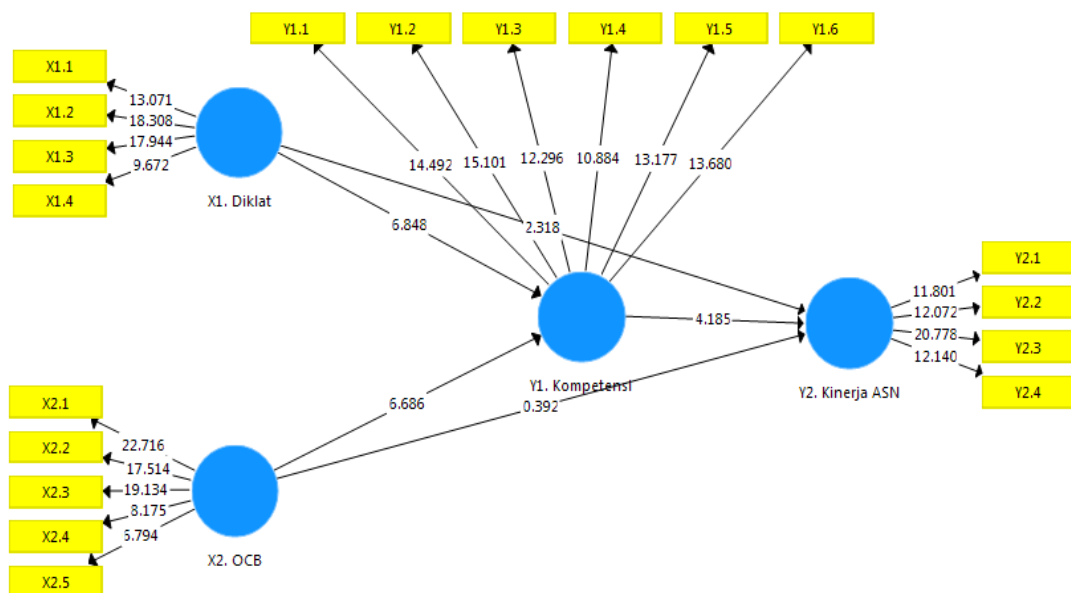 Y1.1 Y1.2 Y1.3 Y1.4 Y1.5 Y1.6
X1.1
X1.2
X1.3
X1.4
13.071
18.308
17.944
9.672
X1. Diklat
14.492 15.101 12.296 10.884 13.177 13.680
6.848
2.318
Y2.1
Y2.2
Y2.3
Y2.4
11.801
12.072
20.778
12.140
4.185
Y1. Kompetensi
Y2. Kinerja ASN
6.686
0.392
X2.1
X2.2
X2.3
X2.4
X2.5
22.716
17.514
19.134
8.175
X2. OCB